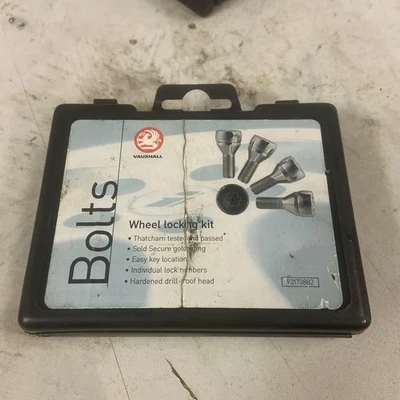 VAUXHALL
Bolts
Wheel locking kit
• Thatcham tested and passed
• Sold Secure gold rating
• Easy key location
• Individual lock numbers
• Hardened drill-proof head
93173882